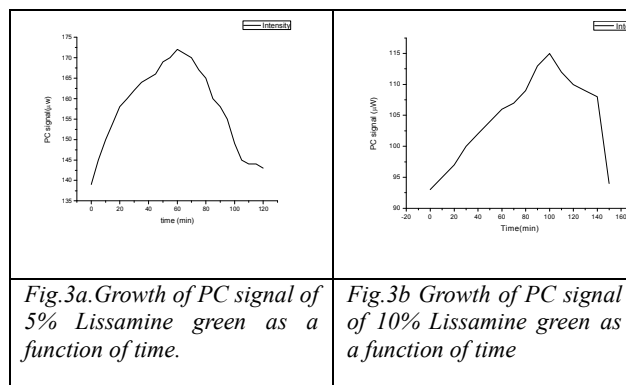 Intensity
175
170
165
160
155
150
145
140
135
PC signal(μw)
0 20 40 60 80 100 120
time (min)
115
110
105
100
95
90
PC signal (μW)
-20 0 20 40 60 80 100 120 140 160
Time(min)
Fig.3a.Growth of PC signal of
5% Lissamine green as a
function of time.
Fig.3b Growth of PC signal
of 10% Lissamine green as
a function of time